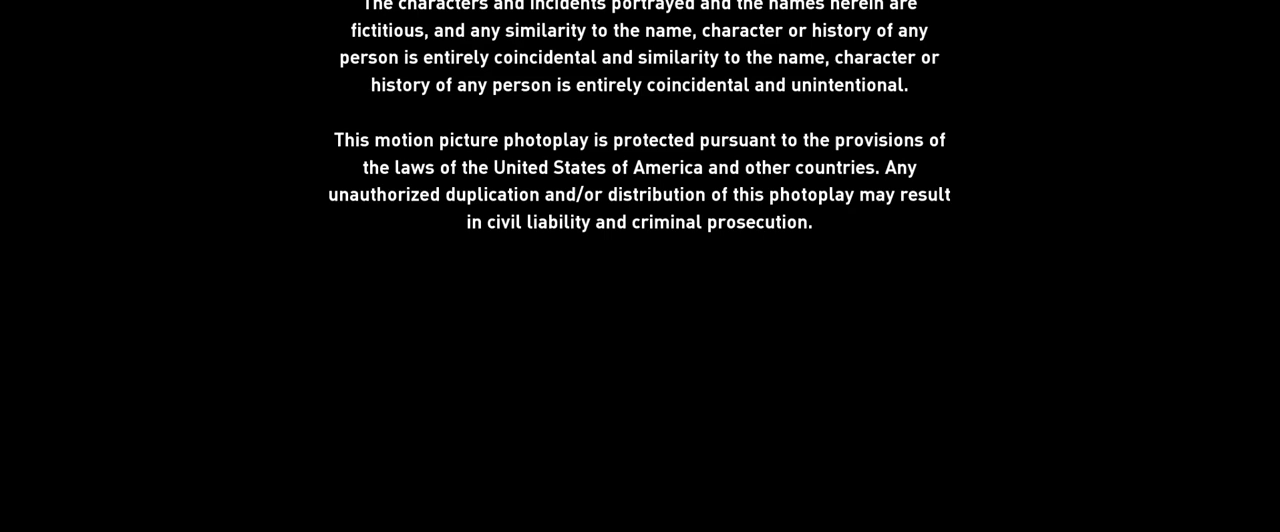 The characters and incidents portrayed and the names herein are
fictitious, and any similarity to the name, character or history of any
person is entirely coincidental and similarity to the name, character or
history of any person is entirely coincidental and unintentional.
This motion picture photoplay is protected pursuant to the provisions of
the laws of the United States of America and other countries. Any
unauthorized duplication and/or distribution of this photoplay may result
in civil liability and criminal prosecution.